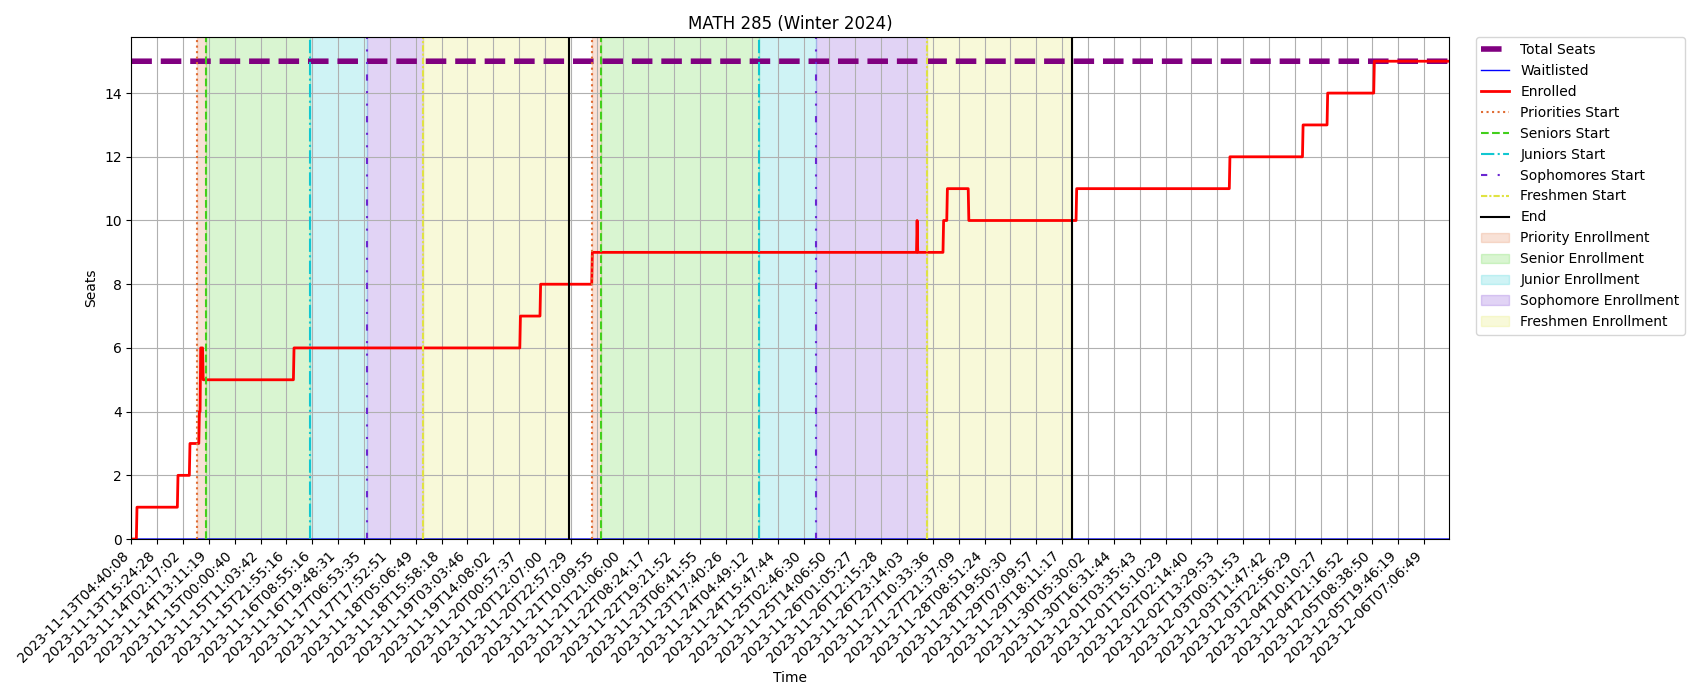 MATH 285 (Winter 2024)
Seats
14
12
10
8
6
4
2
0
2023-11-13T04:40:08
2023-11-13T15:24:28
2023-11-14T02:17:02
2023-11-14T13:11:19
2023-11-15T00:00:40
2023-11-15T11:03:42
2023-11-15T21:55:16
2023-11-16T08:55:16
2023-11-16T19:48:31
2023-11-17T06:53:35
2023-11-17T17:52:51
2023-11-18T05:06:49
2023-11-18T15:58:18
2023-11-19T03:03:46
2023-11-19T14:08:02
2023-11-20T00:57:37
2023-11-20T12:07:00
2023-11-20T22:57:29
2023-11-21T10:09:55
2023-11-21T21:06:00
2023-11-22T08:24:17
2023-11-22T19:21:52
2023-11-23T06:41:55
2023-11-23T17:40:26
2023-11-24T04:49:12
2023-11-24T15:47:44
2023-11-25T02:46:30
2023-11-25T14:06:50
2023-11-26T01:05:27
2023-11-26T12:15:28
2023-11-26T23:14:03
2023-11-27T10:33:36
2023-11-27T21:37:09
2023-11-28T08:51:24
2023-11-28T19:50:30
2023-11-29T07:09:57
2023-11-29T18:11:17
2023-11-30T05:30:02
2023-11-30T16:31:44
2023-12-01T03:35:43
2023-12-01T15:10:29
2023-12-02T02:14:40
2023-12-02T13:29:53
2023-12-03T00:31:53
2023-12-03T11:47:42
2023-12-03T22:56:29
2023-12-04T10:10:27
2023-12-04T21:16:52
2023-12-05T08:38:50
2023-12-05T19:46:19
2023-12-06T07:06:49
Time
Total Seats
Waitlisted
Enrolled
Priorities Start
Seniors Start
Juniors Start
Sophomores Start
Freshmen Start
End
Priority Enrollment
Senior Enrollment
Junior Enrollment
Sophomore Enrollment
Freshmen Enrollment